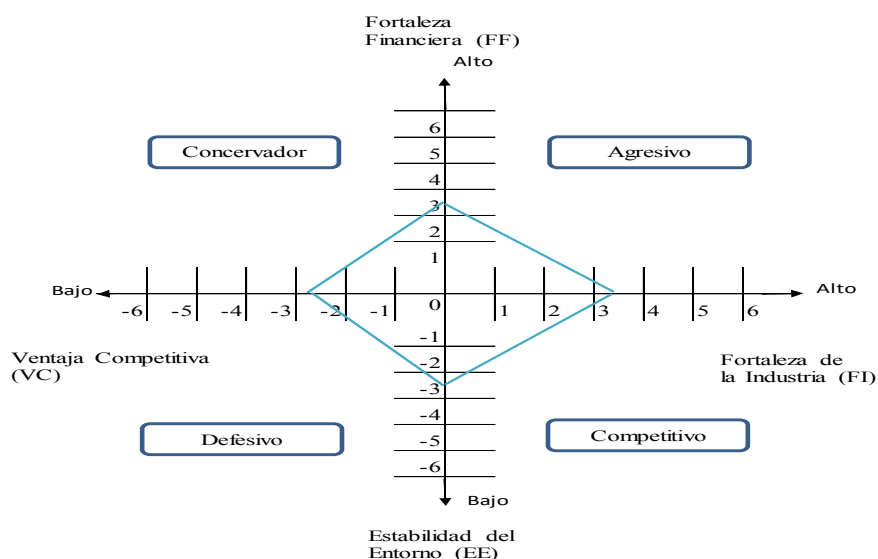 Fortaleza
Financiera (FF)
Alto
6
Concervador
Agresivo
5
4
3
2
1
Bajo
Alto
0
-6 -5 -4 -3 -2 -1 1 2 3 4 5 6
-1
Ventaja Competitiva
(VC)
Fortaleza de
la Industria (FI)
-2
-3
-4
Defesivo
Competitivo
-5
-6
Bajo
Estabilidad del
Entorno (EE)